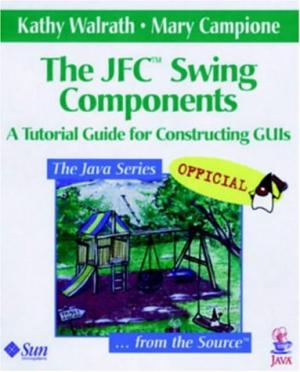 Kathy Walrath • Mary Campione
The JFC™ Swing
Components
A Tutorial Guide for Constructing GUIs
The Java Series
OFFICIAL
... from the Source™
Sun
microsystems
JAVA